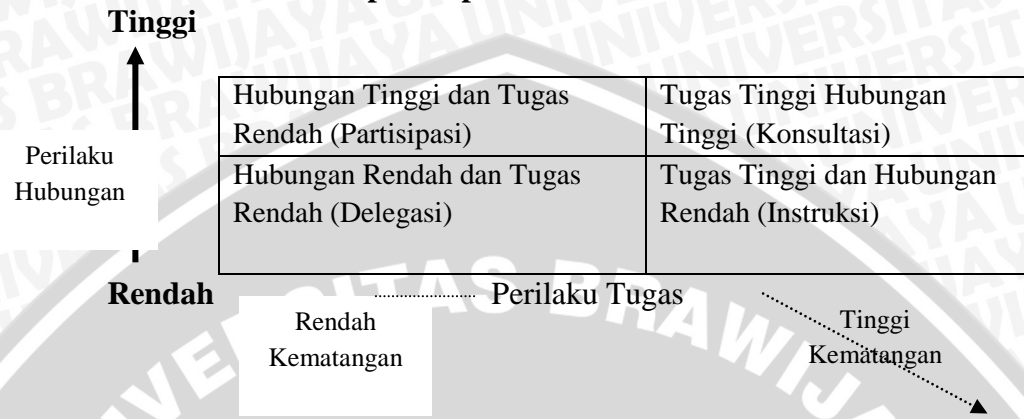 Tinggi
Hubungan Tinggi dan Tugas
Rendah (Partisipasi)
Tugas Tinggi Hubungan
Tinggi (Konsultasi)
Perilaku
Hubungan
Hubungan Rendah dan Tugas
Rendah (Delegasi)
Tugas Tinggi dan Hubungan
Rendah (Instruksi)
Rendah
Perilaku Tugas
Rendah
Kematangan
Tinggi
Kematangan